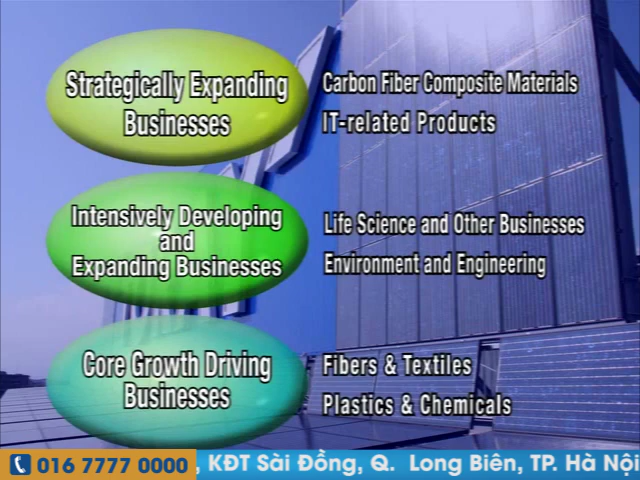 Strategically Expanding
Businesses
Carbon Fiber Composite Materials
IT-related Products
Intensively Developing
and
Expanding Businesses
Life Science and Other Businesses
Environment and Engineering
Core Growth Driving
Businesses
Fibers & Textiles
Plastics & Chemicals
016 7777 0000 , KĐT Sài Đồng, Q. Long Biên, TP. Hà Nội